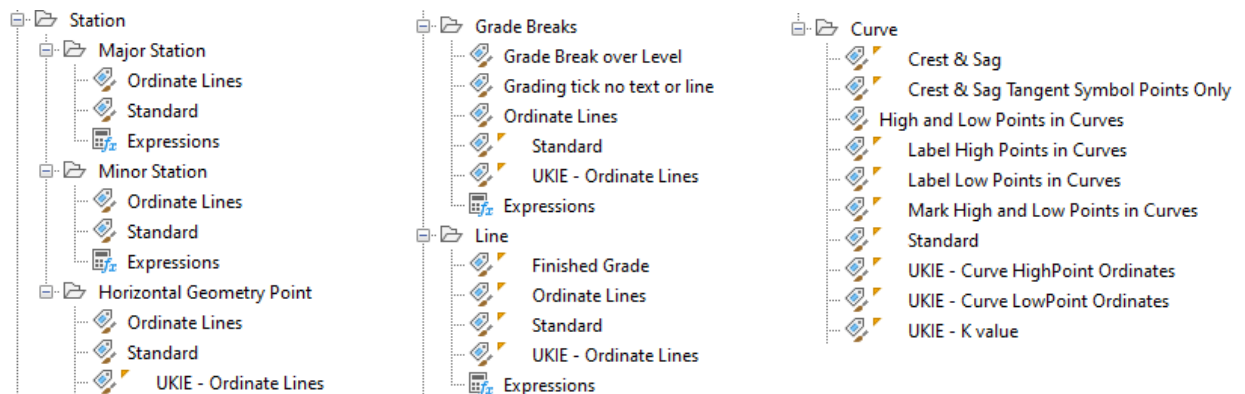 Station
Major Station
Ordinate Lines
Standard
Expressions
Minor Station
Ordinate Lines
Standard
Expressions
Horizontal Geometry Point
Ordinate Lines
Standard
UKIE - Ordinate Lines
Grade Breaks
Grade Break over Level
Grading tick no text or line
Ordinate Lines
Standard
UKIE - Ordinate Lines
Expressions
Line
Finished Grade
Ordinate Lines
Standard
UKIE - Ordinate Lines
Expressions
Curve
Crest & Sag
Crest & Sag Tangent Symbol Points Only
High and Low Points in Curves
Label High Points in Curves
Label Low Points in Curves
Mark High and Low Points in Curves
Standard
UKIE - Curve HighPoint Ordinates
UKIE - Curve LowPoint Ordinates
UKIE - K value